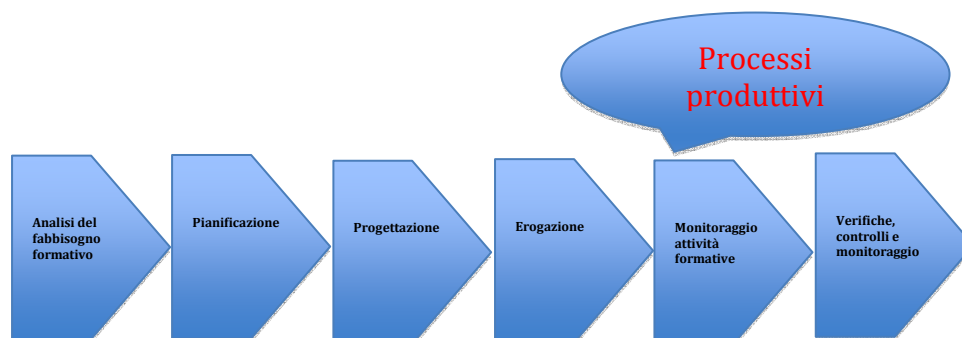 Processi
produttivi
Analisi del
fabbisogno
formativo
Pianificazione
Progettazione
Erogazione
Monitoraggio
attività
formative
Verifiche,
controlli e
monitoraggio